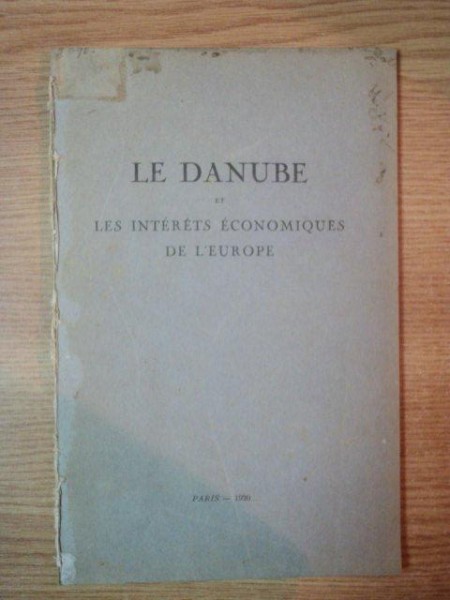 LE DANUBE
ET
LES INTÉRÊTS ÉCONOMIQUES
DE L'EUROPE
PARIS — 1930